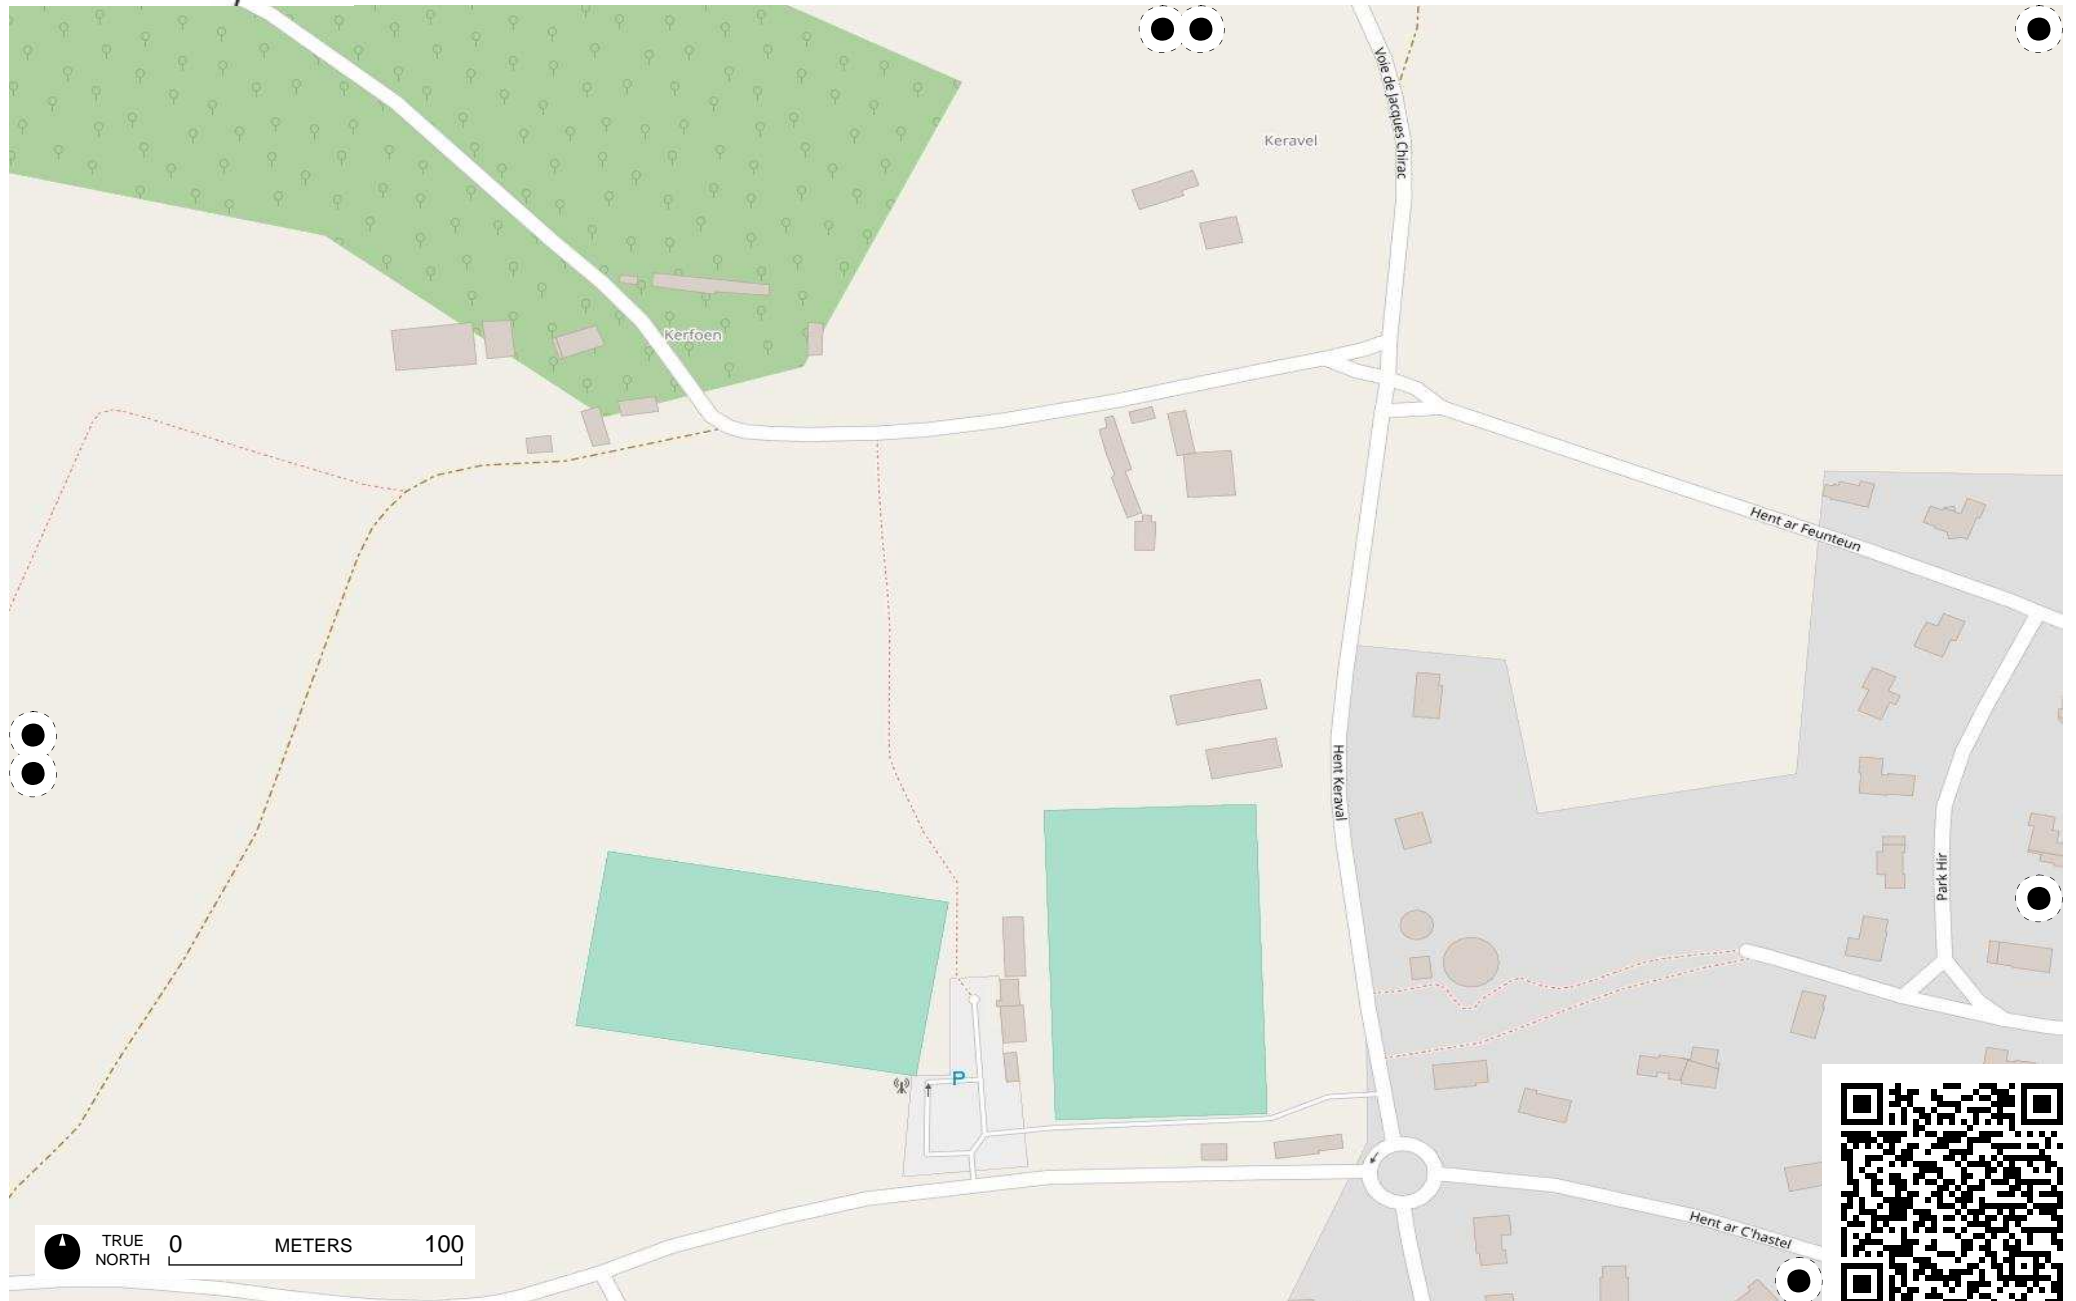 Voie de Jacques Chirac
Keravel
Kerfoen
Hent ar Feunteun
Hent Keraval
Park Hir
P
Hent ar C'hastel
TRUE
NORTH
0 METERS 100